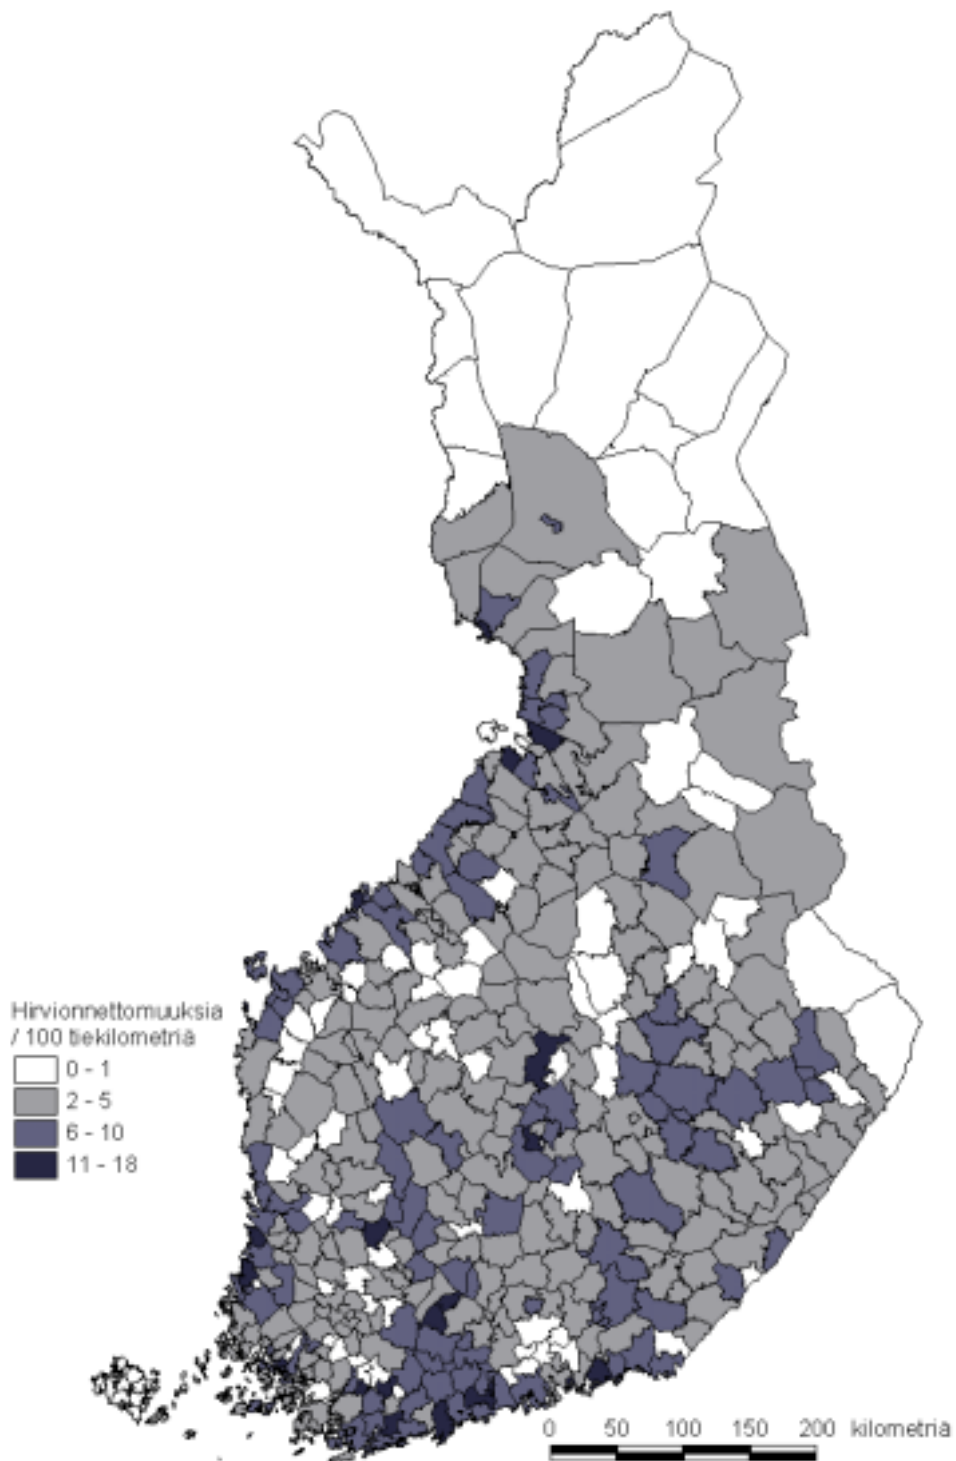 Hirvionnettomuuksia
/ 100 tiekilometriä
0 - 1
2 - 5
6 - 10
11 - 18
0 50 100 150 200 kilometriä